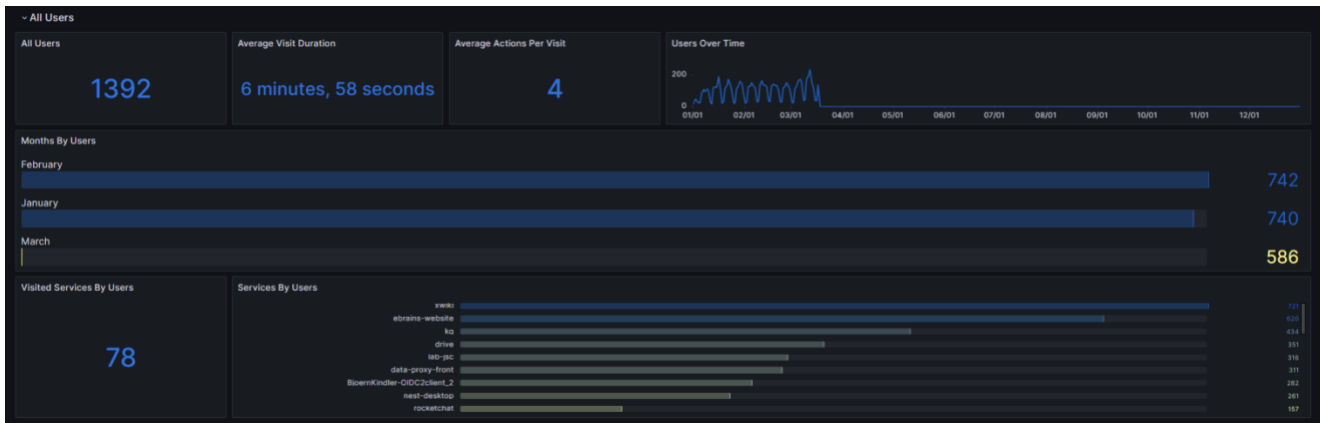 All Users
All Users
1392
Average Visit Duration
6 minutes, 58 seconds
Average Actions Per Visit
4
Users Over Time
200
0
01/01 02/01 03/01 04/01 05/01 06/01 07/01 08/01 09/01 10/01 11/01 12/01
Months By Users
February
742
January
740
March
586
Visited Services By Users
78
Services By Users
xwiki 721
ebrains-website 620
kg 434
drive 351
lab-jsc 316
data-proxy-front 311
BjoernKindler-OIDC2client_2 282
nest-desktop 261
rocketchat 157